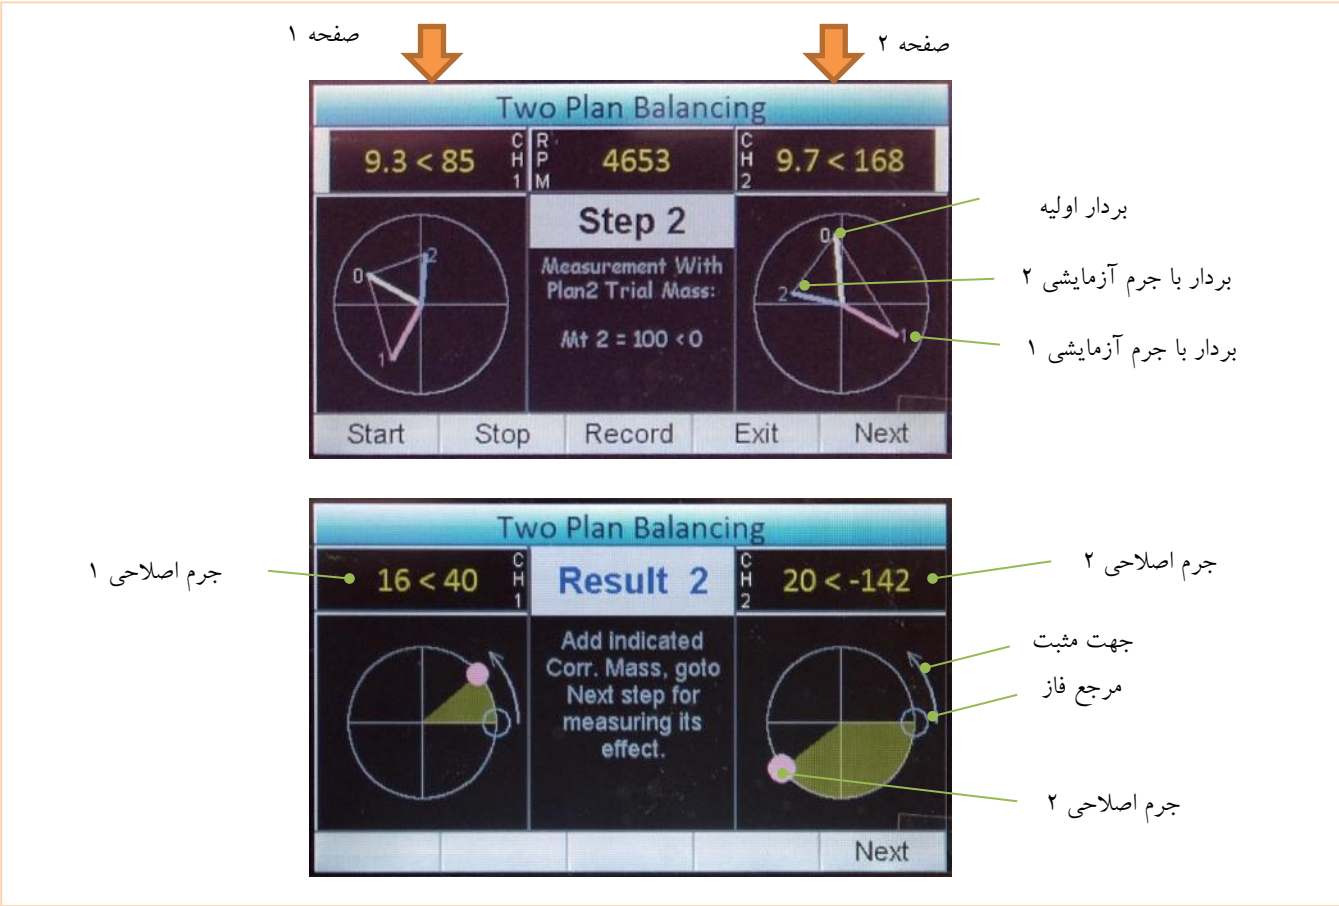 صفحه ۱
صفحه ۲
Two Plan Balancing
9.3 < 85
CH1
RPM
4653
CH2
9.7 < 168
Step 2
Measurement With
Plan2 Trial Mass:
Mt 2 = 100 < 0
0
2
1
0
2
1
بردار اولیه
بردار با جرم آزمایشی ۲
بردار با جرم آزمایشی ۱
Start
Stop
Record
Exit
Next
Two Plan Balancing
جرم اصلاحی ۱
16 < 40
CH1
Result 2
CH2
20 < -142
جرم اصلاحی ۲
Add indicated
Corr. Mass, goto
Next step for
measuring its
effect.
جهت مثبت
مرجع فاز
جرم اصلاحی ۲
Next